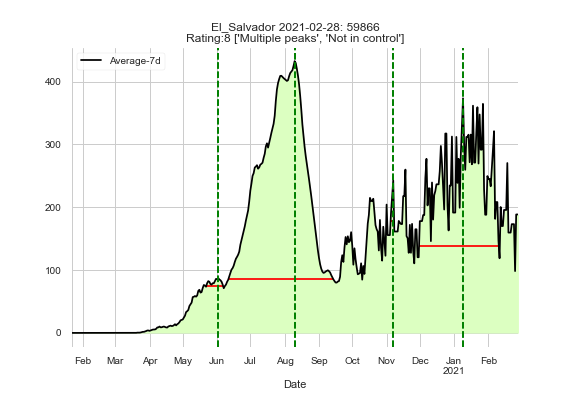 El_Salvador 2021-02-28: 59866
Rating:8 ['Multiple peaks', 'Not in control']
Average-7d
400
300
200
100
0
Feb Mar Apr May Jun Jul Aug Sep Oct Nov Dec Jan Feb
2021
Date